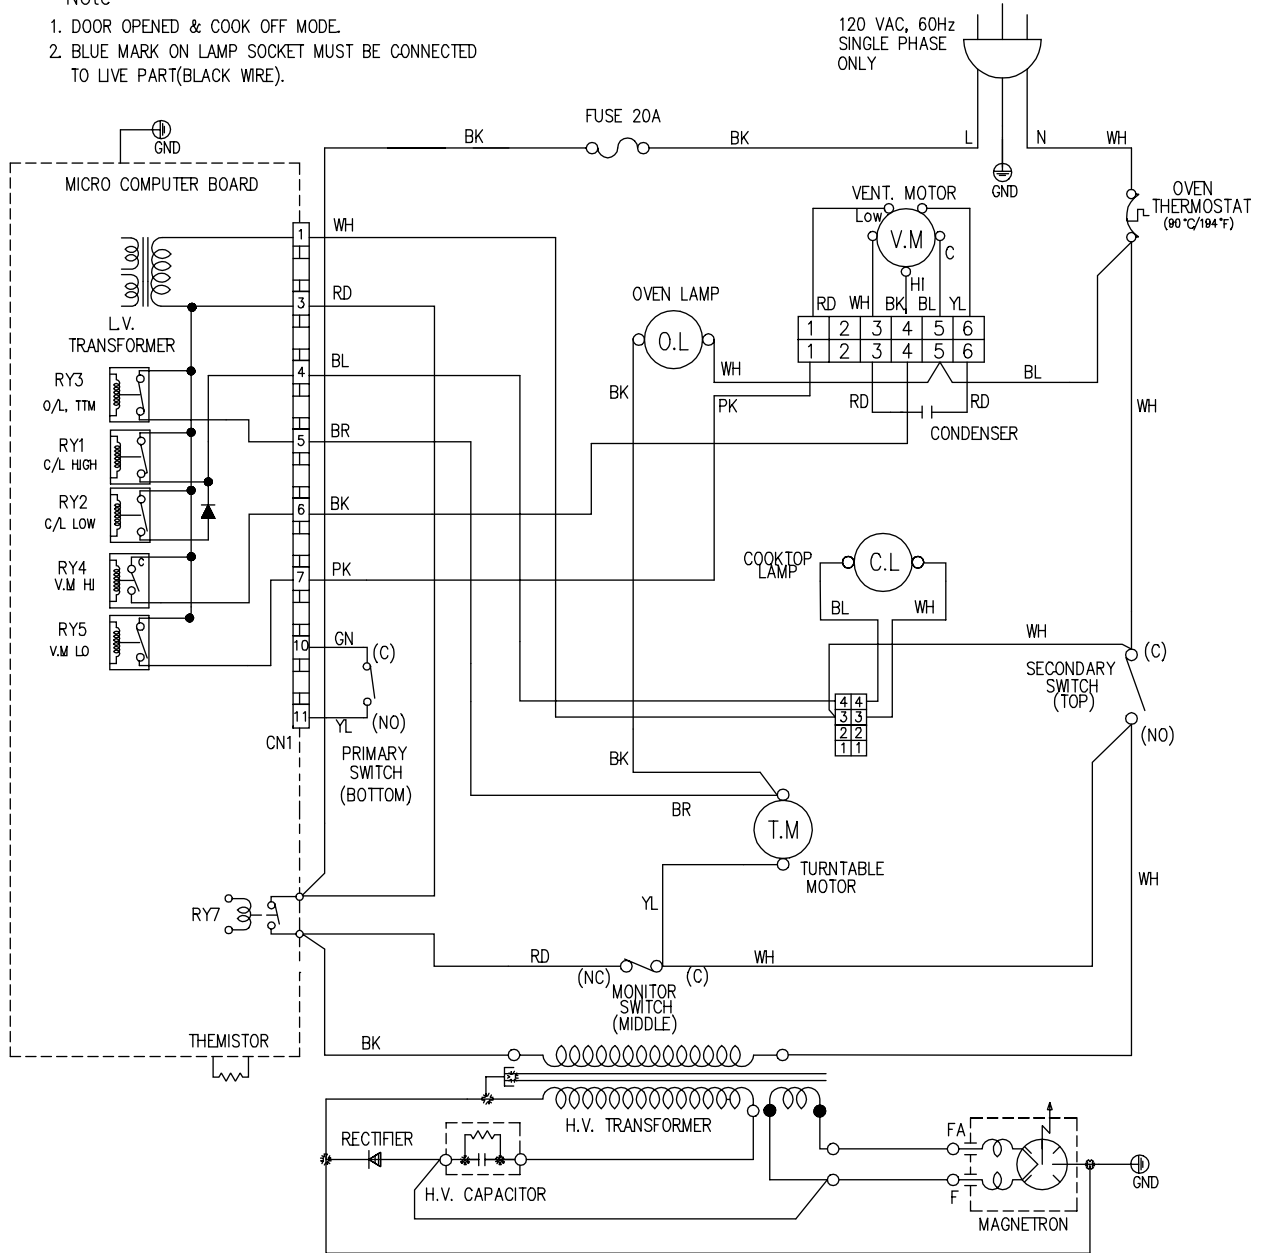 Note
1. DOOR OPENED & COOK OFF MODE.
2. BLUE MARK ON LAMP SOCKET MUST BE CONNECTED
TO LIVE PART(BLACK WIRE).
120 VAC, 60Hz
SINGLE PHASE
ONLY
FUSE 20A
BK
BK
L
N
WH
GND
GND
MICRO COMPUTER BOARD
VENT. MOTOR
LOW
V.M
C
HI
OVEN
THERMOSTAT
(90°C/194°F)
1
WH
3
RD
L.V.
TRANSFORMER
OVEN LAMP
O.L
RD
WH
BK
BL
YL
1 2 3 4 5 6
1 2 3 4 5 6
WH
BL
BK
PK
RD
RD
CONDENSER
WH
RY3
O/L, TTM
4
BL
RY1
C/L HIGH
5
BR
RY2
C/L LOW
6
BK
RY4
V.M HI
C
7
PK
RY5
V.M LO
COOKTOP
LAMP
C.L
BL
WH
10
GN
(C)
11
YL
(NO)
CN1
PRIMARY
SWITCH
(BOTTOM)
WH
(C)
SECONDARY
SWITCH
(TOP)
(NO)
4 4
3 3
2 2
1 1
BK
BR
T.M
TURNTABLE
MOTOR
YL
WH
RY7
RD
(NC)
(C)
WH
MONITOR
SWITCH
(MIDDLE)
THEMISTOR
BK
H.V. TRANSFORMER
RECTIFIER
H.V. CAPACITOR
FA
F
MAGNETRON
GND